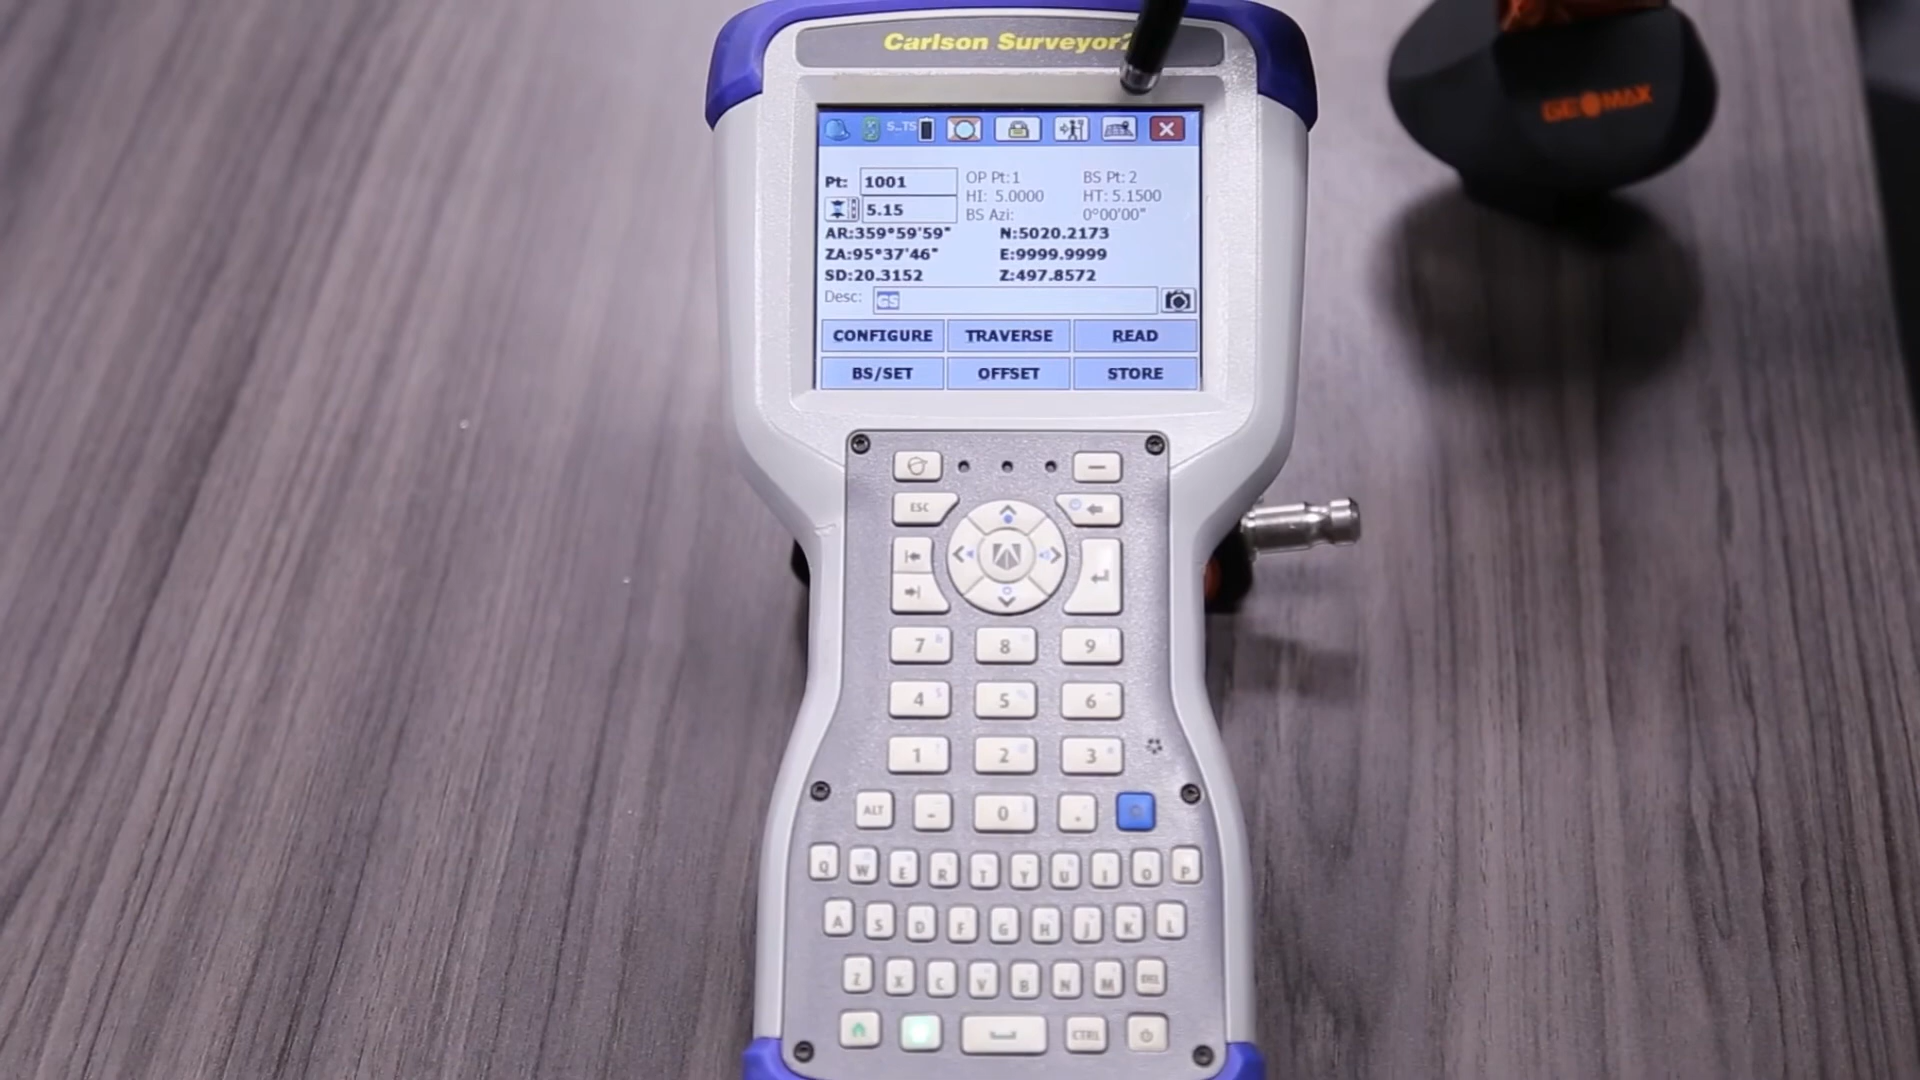 Carlson Surveyor2
GEOMAX
S..TS
Pt: 1001
OP Pt:1
BS Pt: 2
5.15
HI: 5.0000
HT: 5.1500
BS Azi:
0°00'00"
AR:359°59'59"
N:5020.2173
ZA:95°37'46"
E:9999.9999
SD:20.3152
Z:497.8572
Desc: GS
CONFIGURE TRAVERSE READ
BS/SET OFFSET STORE
ESC
7 8 9
4 5 6
1 2 3
ALT - 0 .
Q W E R T Y U I O P
A S D F G H J K L
Z X C V B N M DEL
CTRL